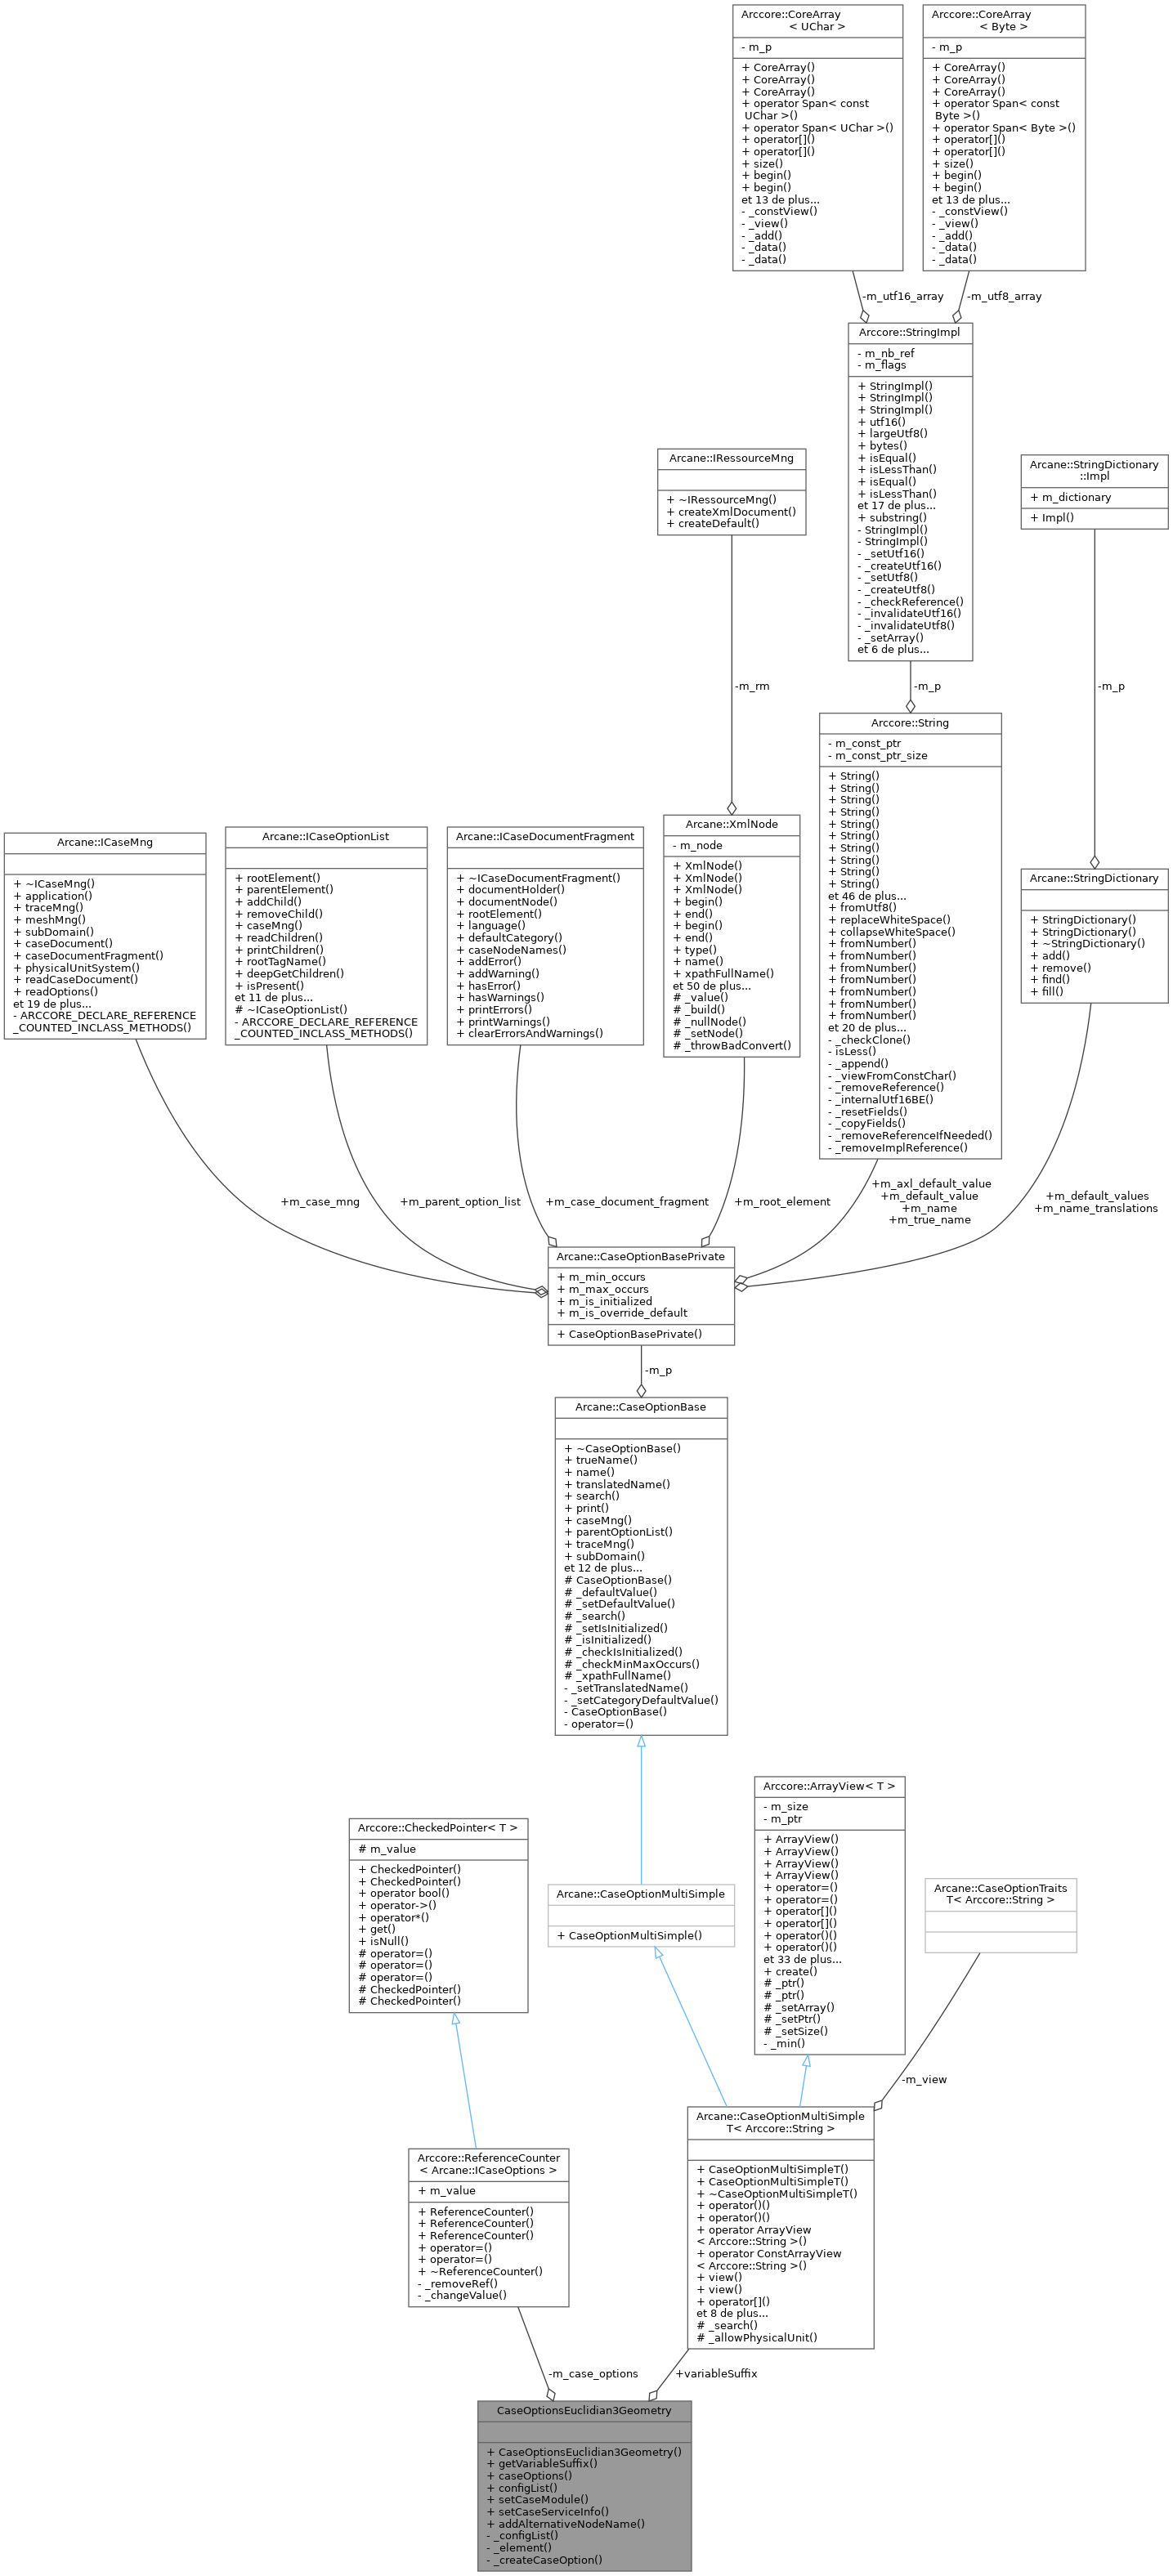 Arccore::CoreArray
< UChar >
- m_p
+ CoreArray()
+ CoreArray()
+ CoreArray()
+ operator Span< const
UChar >()
+ operator Span< UChar >()
+ operator[]()
+ operator[]()
+ size()
+ begin()
+ begin()
et 13 de plus...
- _constView()
- _view()
- _add()
- _data()
- _data()
Arccore::CoreArray
< Byte >
- m_p
+ CoreArray()
+ CoreArray()
+ CoreArray()
+ operator Span< const
Byte >()
+ operator Span< Byte >()
+ operator[]()
+ operator[]()
+ size()
+ begin()
+ begin()
et 13 de plus...
- _constView()
- _view()
- _add()
- _data()
- _data()
-m_utf16_array
-m_utf8_array
Arccore::StringImpl
- m_nb_ref
- m_flags
+ StringImpl()
+ StringImpl()
+ StringImpl()
+ utf16()
+ largeUtf8()
+ bytes()
+ isEqual()
+ isLessThan()
+ isEqual()
+ isLessThan()
et 17 de plus...
+ substring()
- StringImpl()
- StringImpl()
- _setUtf16()
- _createUtf16()
- _setUtf8()
- _createUtf8()
- _checkReference()
- _invalidateUtf16()
- _invalidateUtf8()
- _setArray()
et 6 de plus...
Arcane::IRessourceMng
+ ~IRessourceMng()
+ createXmlDocument()
+ createDefault()
Arcane::StringDictionary
::Impl
+ m_dictionary
+ Impl()
-m_rm
-m_p
-m_p
Arcane::ICaseMng
+ ~ICaseMng()
+ application()
+ traceMng()
+ meshMng()
+ subDomain()
+ caseDocument()
+ caseDocumentFragment()
+ physicalUnitSystem()
+ readCaseDocument()
+ readOptions()
et 19 de plus...
- ARCCORE_DECLARE_REFERENCE
_COUNTED_INCLASS_METHODS()
Arcane::ICaseOptionList
+ rootElement()
+ parentElement()
+ addChild()
+ removeChild()
+ caseMng()
+ readChildren()
+ printChildren()
+ rootTagName()
+ deepGetChildren()
+ isPresent()
et 11 de plus...
# ~ICaseOptionList()
- ARCCORE_DECLARE_REFERENCE
_COUNTED_INCLASS_METHODS()
Arcane::ICaseDocumentFragment
+ ~ICaseDocumentFragment()
+ documentHolder()
+ documentNode()
+ rootElement()
+ language()
+ defaultCategory()
+ caseNodeNames()
+ addError()
+ addWarning()
+ hasError()
+ hasWarnings()
+ printErrors()
+ printWarnings()
+ clearErrorsAndWarnings()
Arcane::XmlNode
- m_node
+ XmlNode()
+ XmlNode()
+ XmlNode()
+ begin()
+ end()
+ begin()
+ end()
+ type()
+ name()
+ xpathFullName()
et 50 de plus...
# _value()
# _build()
# _nullNode()
# _setNode()
# _throwBadConvert()
Arccore::String
- m_const_ptr
- m_const_ptr_size
+ String()
+ String()
+ String()
+ String()
+ String()
+ String()
+ String()
+ String()
+ String()
+ String()
et 46 de plus...
+ fromUtf8()
+ replaceWhiteSpace()
+ collapseWhiteSpace()
+ fromNumber()
+ fromNumber()
+ fromNumber()
+ fromNumber()
+ fromNumber()
+ fromNumber()
+ fromNumber()
et 20 de plus...
- _checkClone()
- isLess()
- _append()
- _viewFromConstChar()
- _removeReference()
- _internalUtf16BE()
- _resetFields()
- _copyFields()
- _removeReferenceIfNeeded()
- _removeImplReference()
Arcane::StringDictionary
+ StringDictionary()
+ StringDictionary()
+ ~StringDictionary()
+ add()
+ remove()
+ find()
+ fill()
+m_case_mng
+m_parent_option_list
+m_case_document_fragment
+m_root_element
+m_axl_default_value
+m_default_value
+m_name
+m_true_name
+m_default_values
+m_name_translations
Arcane::CaseOptionBasePrivate
+ m_min_occurs
+ m_max_occurs
+ m_is_initialized
+ m_is_override_default
+ CaseOptionBasePrivate()
-m_p
Arcane::CaseOptionBase
+ ~CaseOptionBase()
+ trueName()
+ name()
+ translatedName()
+ search()
+ print()
+ caseMng()
+ parentOptionList()
+ traceMng()
+ subDomain()
et 12 de plus...
# CaseOptionBase()
# _defaultValue()
# _setDefaultValue()
# _search()
# _setIsInitialized()
# _isInitialized()
# _checkIsInitialized()
# _checkMinMaxOccurs()
# _xpathFullName()
- _setTranslatedName()
- _setCategoryDefaultValue()
- CaseOptionBase()
- operator=()
Arccore::CheckedPointer< T >
# m_value
+ CheckedPointer()
+ CheckedPointer()
+ operator bool()
+ operator->()
+ operator*()
+ get()
+ isNull()
# operator=()
# operator=()
# operator=()
# CheckedPointer()
# CheckedPointer()
Arcane::CaseOptionMultiSimple
+ CaseOptionMultiSimple()
Arccore::ArrayView< T >
- m_size
- m_ptr
+ ArrayView()
+ ArrayView()
+ ArrayView()
+ ArrayView()
+ operator=()
+ operator=()
+ operator[]()
+ operator[]()
+ operator()()
+ operator()()
et 33 de plus...
+ create()
# _ptr()
# _ptr()
# _setArray()
# _setPtr()
# _setSize()
- _min()
Arcane::CaseOptionTraits
T< Arccore::String >
-m_view
Arccore::ReferenceCounter
< Arcane::ICaseOptions >
+ m_value
+ ReferenceCounter()
+ ReferenceCounter()
+ ReferenceCounter()
+ operator=()
+ operator=()
+ ~ReferenceCounter()
- _removeRef()
- _changeValue()
Arcane::CaseOptionMultiSimple
T< Arccore::String >
+ CaseOptionMultiSimpleT()
+ CaseOptionMultiSimpleT()
+ ~CaseOptionMultiSimpleT()
+ operator()()
+ operator()()
+ operator ArrayView
< Arccore::String >()
+ operator ConstArrayView
< Arccore::String >()
+ view()
+ view()
+ operator[]()
et 8 de plus...
# _search()
# _allowPhysicalUnit()
-m_case_options
+variableSuffix
CaseOptionsEuclidian3Geometry
+ CaseOptionsEuclidian3Geometry()
+ getVariableSuffix()
+ caseOptions()
+ configList()
+ setCaseModule()
+ setCaseServiceInfo()
+ addAlternativeNodeName()
- _configList()
- _element()
- _createCaseOption()